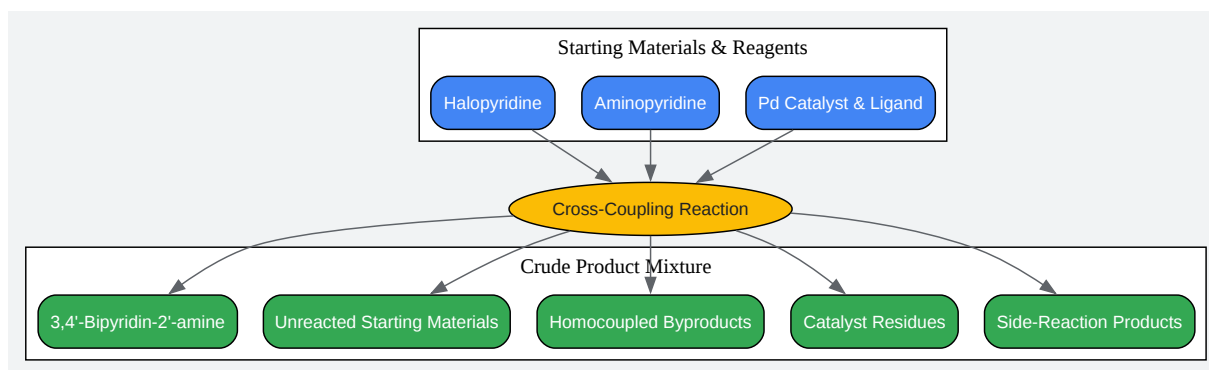 Starting Materials & Reagents
Halopyridine
Aminopyridine
Pd Catalyst & Ligand
Cross-Coupling Reaction
Crude Product Mixture
3,4'-Bipyridin-2'-amine
Unreacted Starting Materials
Homocoupled Byproducts
Catalyst Residues
Side-Reaction Products